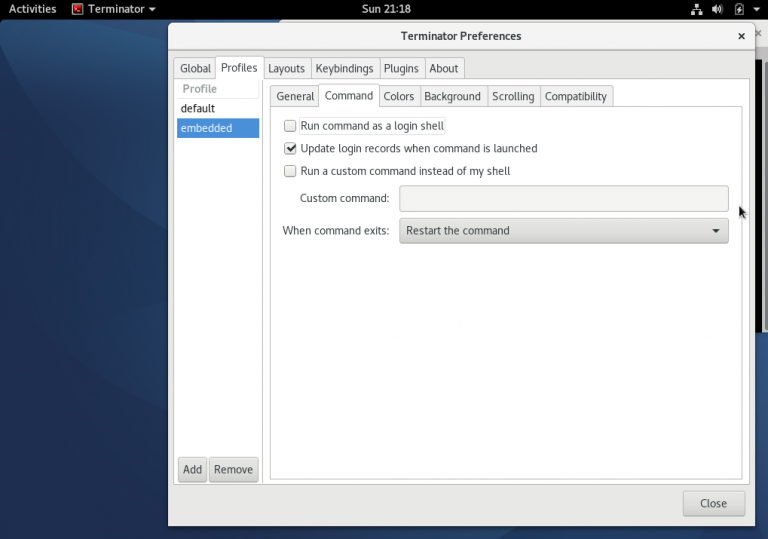 Activities Terminator Sun 21:18
Terminator Preferences
Global Profiles Layouts Keybindings Plugins About
Profile
default
embedded
General Command Colors Background Scrolling Compatibility
Run command as a login shell
Update login records when command is launched
Run a custom command instead of my shell
Custom command:
When command exits: Restart the command
Add Remove
Close